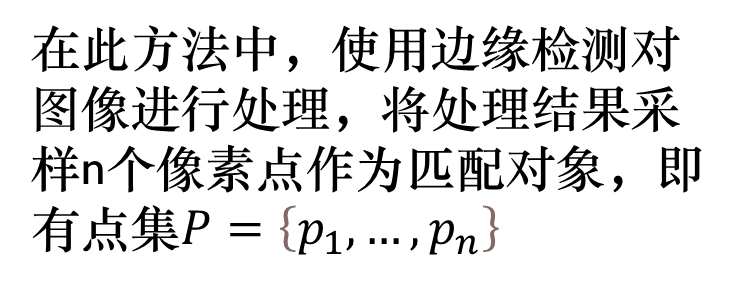 在此方法中，使用边缘检测对
图像进行处理，将处理结果采
样n个像素点作为匹配对象，即
有点集P = {p₁, … , pₙ}